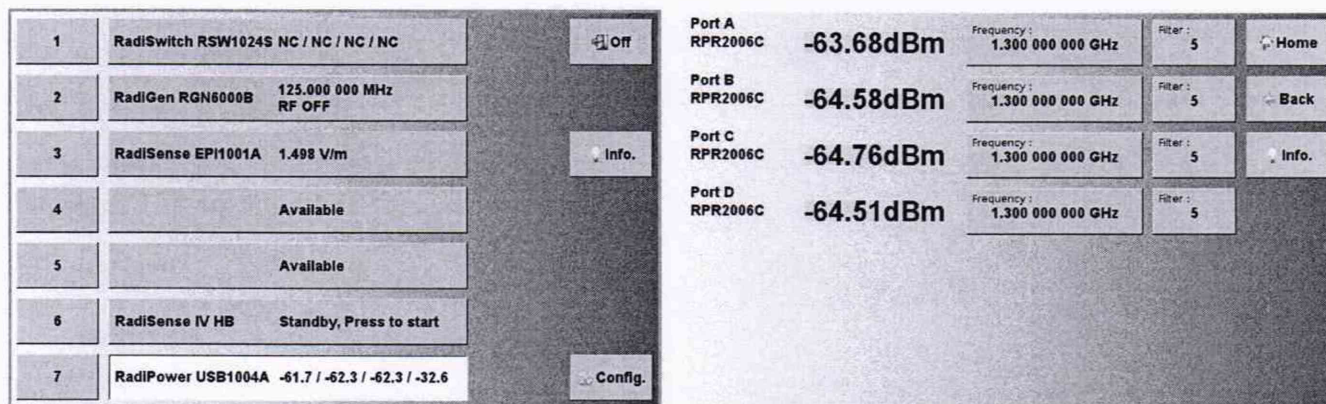 1 RadiSwitch RSW1024S NC / NC / NC / NC Off
2 RadiGen RGN6000B 125.000 000 MHz
RF OFF
3 RadiSense EPI1001A 1.498 V/m Info.
4 Available
5 Available
6 RadiSense IV HB Standby, Press to start
7 RadiPower USB1004A -61.7 / -62.3 / -62.3 / -32.6 Config.
Port A
RPR2006C -63.68dBm Frequency : 1.300 000 000 GHz Filter : 5 Home
Port B
RPR2006C -64.58dBm Frequency : 1.300 000 000 GHz Filter : 5 Back
Port C
RPR2006C -64.76dBm Frequency : 1.300 000 000 GHz Filter : 5 Info.
Port D
RPR2006C -64.51dBm Frequency : 1.300 000 000 GHz Filter : 5